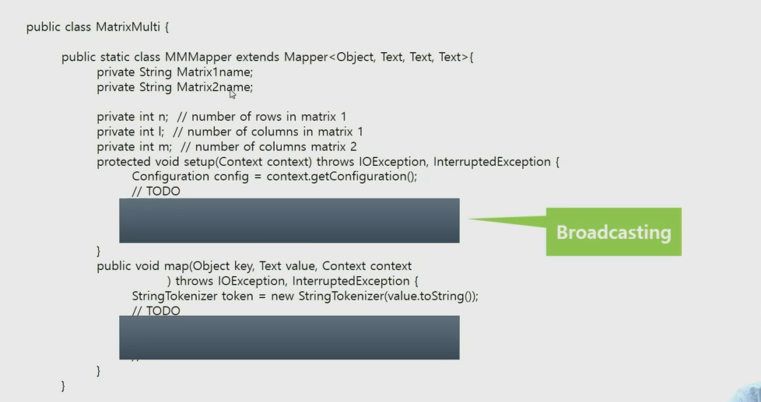 public class MatrixMulti {
public static class MMMapper extends Mapper<Object, Text, Text, Text>{
private String Matrix1name;
private String Matrix2name;
private int n;  // number of rows in matrix 1
private int l;  // number of columns in matrix 1
private int m;  // number of columns matrix 2
protected void setup(Context context) throws IOException, InterruptedException {
Configuration config = context.getConfiguration();
// TODO
Broadcasting
}
public void map(Object key, Text value, Context context
) throws IOException, InterruptedException {
StringTokenizer token = new StringTokenizer(value.toString());
// TODO
}
}